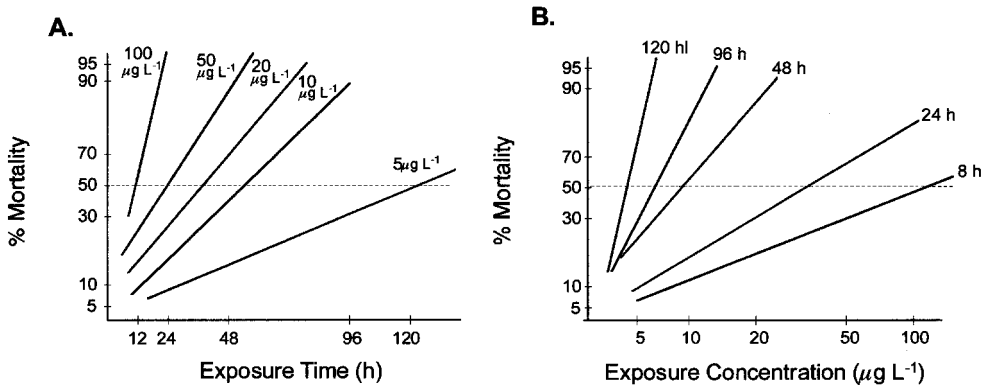 A.
100
µg L⁻¹
50
µg L⁻¹
20
µg L⁻¹
10
µg L⁻¹
5µg L⁻¹
95
90
70
50
30
10
5
% Mortality
12 24 48 96 120
Exposure Time (h)
B.
120 hl
96 h
48 h
24 h
8 h
95
90
70
50
30
10
5
% Mortality
5 10 20 50 100
Exposure Concentration (µg L⁻¹)